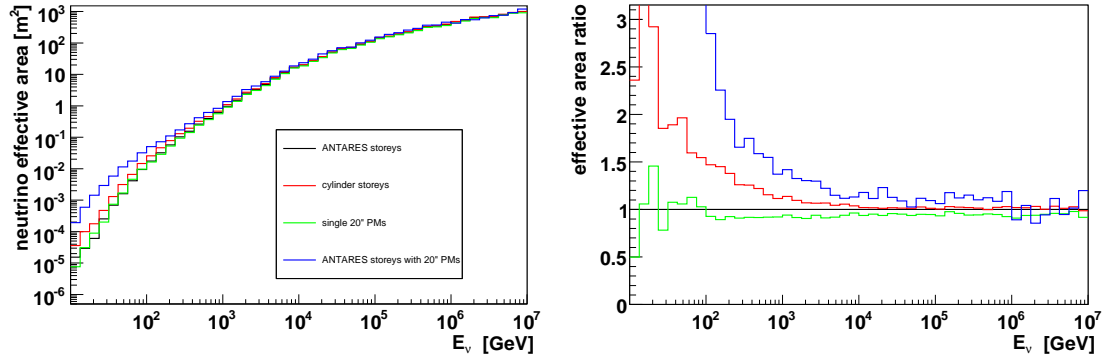 neutrino effective area [m²]
10³
10²
10
1
10⁻¹
10⁻²
10⁻³
10⁻⁴
10⁻⁵
10⁻⁶
ANTARES storeys
cylinder storeys
single 20" PMs
ANTARES storeys with 20" PMs
10² 10³ 10⁴ 10⁵ 10⁶ 10⁷
Eᵥ [GeV]
effective area ratio
3
2.5
2
1.5
1
0.5
0
10² 10³ 10⁴ 10⁵ 10⁶ 10⁷
Eᵥ [GeV]